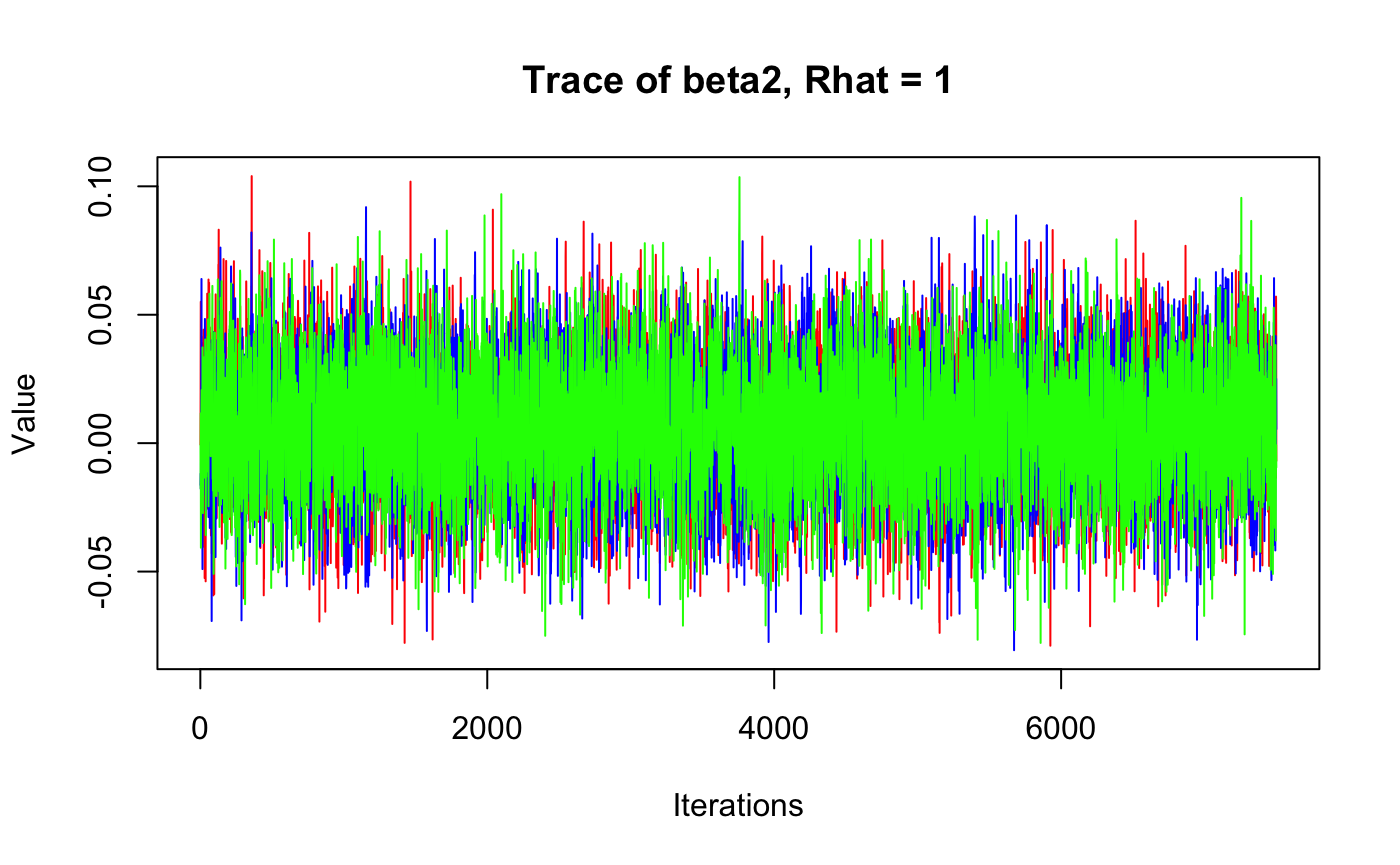 Trace of beta2, Rhat = 1
Value
0.10
0.05
0.00
-0.05
0 2000 4000 6000
Iterations